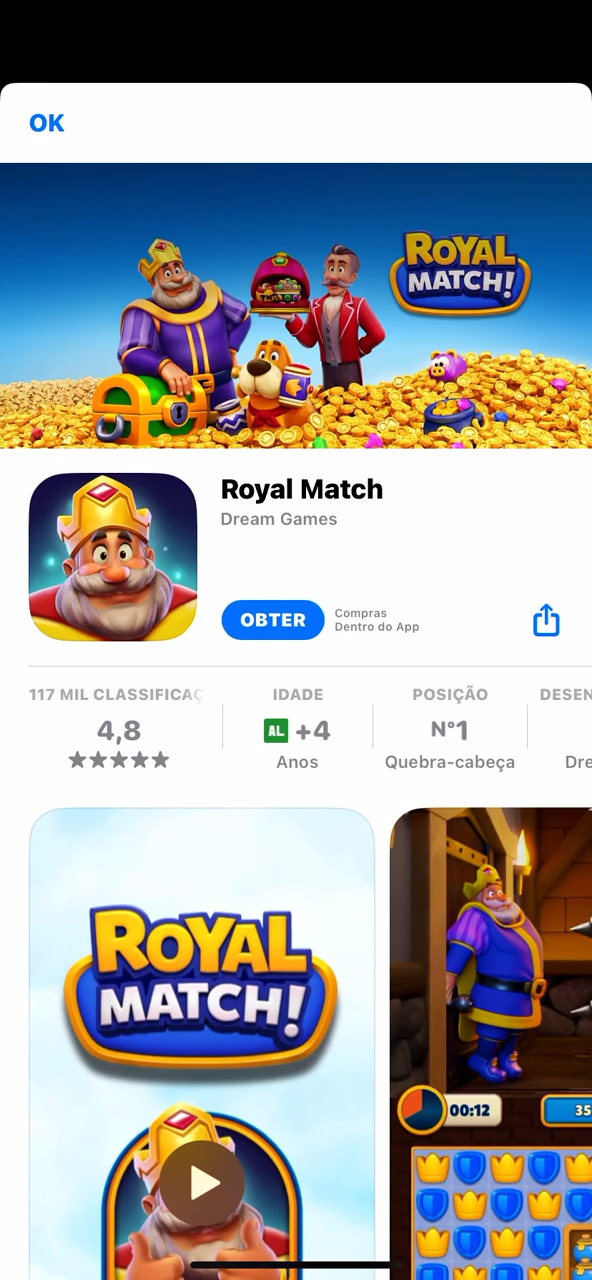 OK
ROYAL
MATCH!
Royal Match
Dream Games
OBTER
Compras
Dentro do App
117 MIL CLASSIFICAÇ
IDADE
POSIÇÃO
DESEN
4,8
AL +4
Nº1
Anos
Quebra-cabeça
Dre
ROYAL
MATCH!
00:12
35